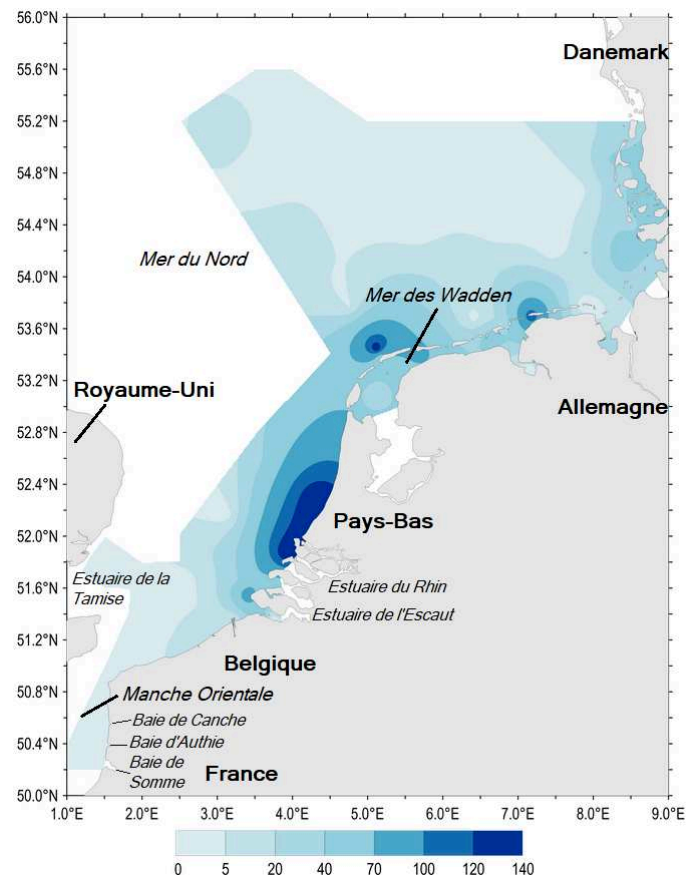 56.0°N
55.6°N
55.2°N
54.8°N
54.4°N
54.0°N
53.6°N
53.2°N
52.8°N
52.4°N
52.0°N
51.6°N
51.2°N
50.8°N
50.4°N
50.0°N
Danemark
Mer du Nord
Mer des Wadden
Royaume-Uni
Allemagne
Pays-Bas
Estuaire de la
Tamise
Estuaire du Rhin
Estuaire de l'Escaut
Belgique
Manche Orientale
Baie de Canche
Baie d'Authie
Baie de
Somme
France
1.0°E 2.0°E 3.0°E 4.0°E 5.0°E 6.0°E 7.0°E 8.0°E 9.0°E
0 5 20 40 70 100 120 140